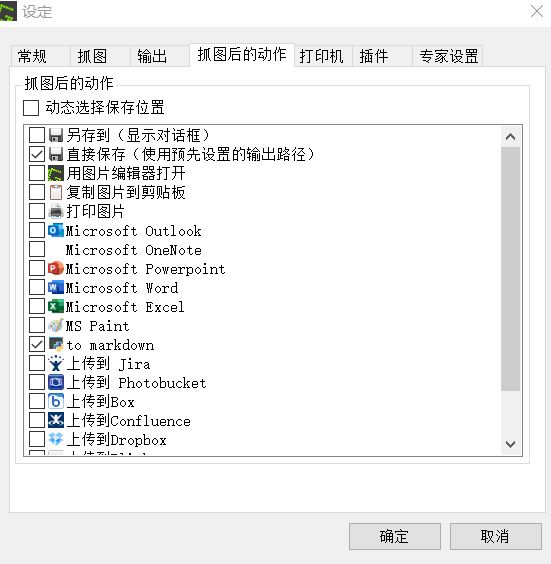 设定
常规 抓图 输出 抓图后的动作 打印机 插件 专家设置
抓图后的动作
动态选择保存位置
另存到（显示对话框）
直接保存（使用预先设置的输出路径）
用图片编辑器打开
复制图片到剪贴板
打印图片
Microsoft Outlook
Microsoft OneNote
Microsoft Powerpoint
Microsoft Word
Microsoft Excel
MS Paint
to markdown
上传到 Jira
上传到 Photobucket
上传到Box
上传到Confluence
上传到Dropbox
确定 取消